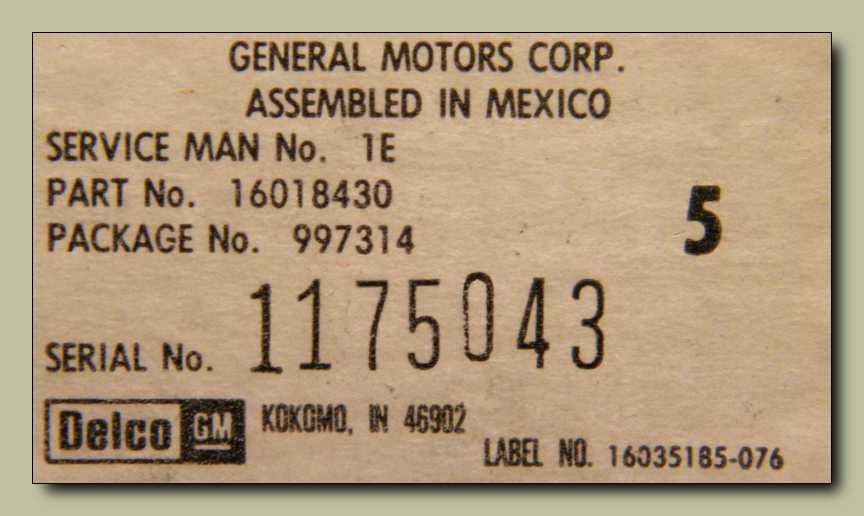 GENERAL MOTORS CORP.
ASSEMBLED IN MEXICO
SERVICE MAN No. 1E
PART No. 16018430
PACKAGE No. 997314
5
SERIAL No. 1175043
Delco GM KOKOMO, IN 46902
LABEL NO. 16035185-076